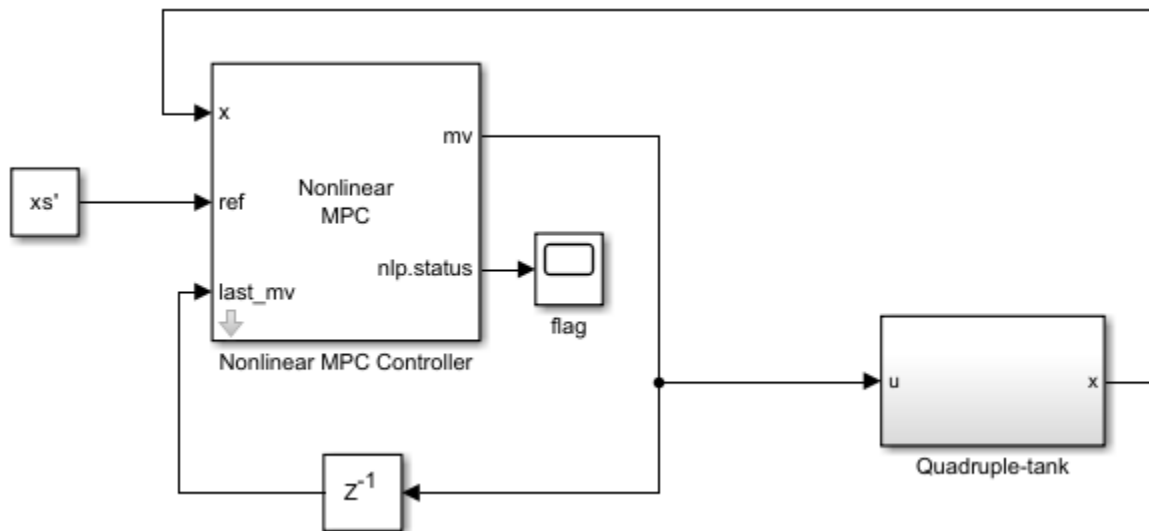 x
mv
Nonlinear
MPC
xs'
ref
nlp.status
last_mv
flag
Nonlinear MPC Controller
u
x
Quadruple-tank
Z-1